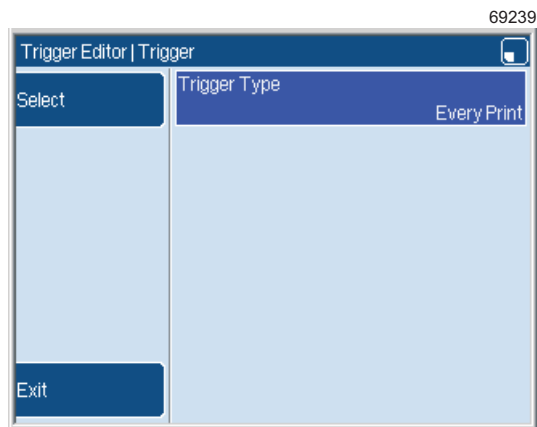 69239
Trigger Editor | Trigger
Select
Trigger Type
Every Print
Exit